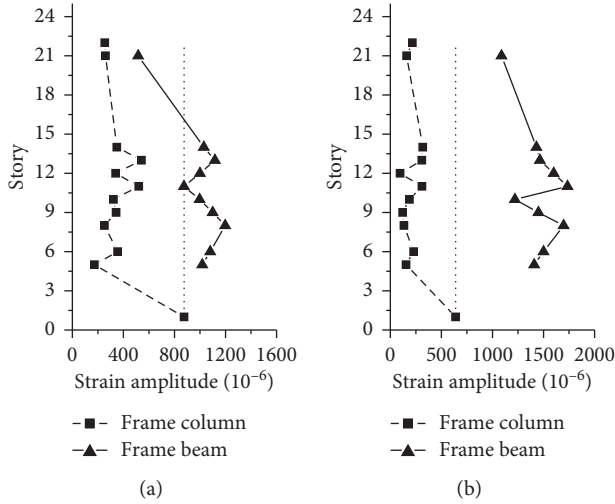 24
21
18
15
12
9
6
3
0
Story
0 400 800 1200 1600
Strain amplitude (10⁻⁶)
Frame column
Frame beam
(a)
24
21
18
15
12
9
6
3
0
Story
0 500 1000 1500 2000
Strain amplitude (10⁻⁶)
Frame column
Frame beam
(b)